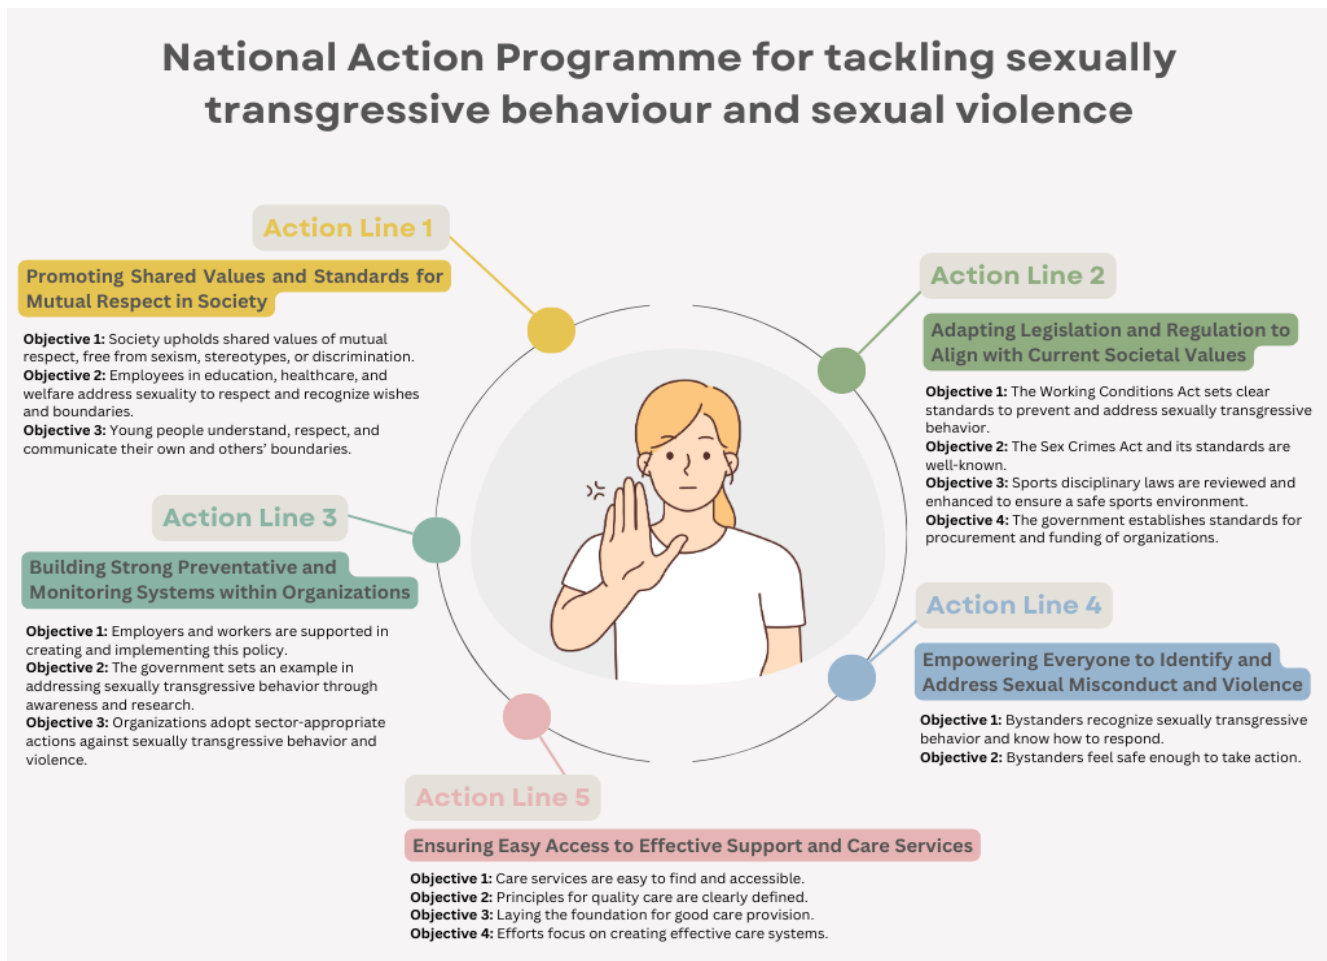 National Action Programme for tackling sexually
transgressive behaviour and sexual violence
Action Line 1
Promoting Shared Values and Standards for
Mutual Respect in Society
Objective 1: Society upholds shared values of mutual
respect, free from sexism, stereotypes, or discrimination.
Objective 2: Employees in education, healthcare, and
welfare address sexuality to respect and recognize wishes
and boundaries.
Objective 3: Young people understand, respect, and
communicate their own and others’ boundaries.
Action Line 2
Adapting Legislation and Regulation to
Align with Current Societal Values
Objective 1: The Working Conditions Act sets clear
standards to prevent and address sexually transgressive
behavior.
Objective 2: The Sex Crimes Act and its standards are
well-known.
Objective 3: Sports disciplinary laws are reviewed and
enhanced to ensure a safe sports environment.
Objective 4: The government establishes standards for
procurement and funding of organizations.
Action Line 3
Building Strong Preventative and
Monitoring Systems within Organizations
Objective 1: Employers and workers are supported in
creating and implementing this policy.
Objective 2: The government sets an example in
addressing sexually transgressive behavior through
awareness and research.
Objective 3: Organizations adopt sector-appropriate
actions against sexually transgressive behavior and
violence.
Action Line 4
Empowering Everyone to Identify and
Address Sexual Misconduct and Violence
Objective 1: Bystanders recognize sexually transgressive
behavior and know how to respond.
Objective 2: Bystanders feel safe enough to take action.
Action Line 5
Ensuring Easy Access to Effective Support and Care Services
Objective 1: Care services are easy to find and accessible.
Objective 2: Principles for quality care are clearly defined.
Objective 3: Laying the foundation for good care provision.
Objective 4: Efforts focus on creating effective care systems.